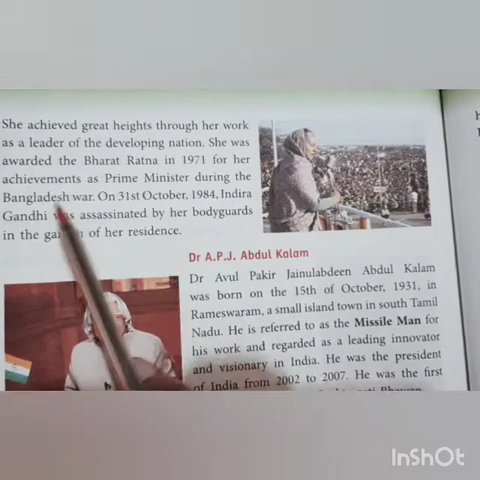 She achieved great heights through her work
as a leader of the developing nation. She was
awarded the Bharat Ratna in 1971 for her
achievements as Prime Minister during the
Bangladesh war. On 31st October, 1984, Indira
Gandhi was assassinated by her bodyguards
in the of her residence.
Dr A.P.J. Abdul Kalam
Dr Avul Pakir Jainulabdeen Abdul Kalam
was born on the 15th of October, 1931, in
Rameswaram, a small island town in south Tamil
Nadu. He is referred to as the Missile Man for
his work and regarded as a leading innovator
and visionary in India. He was the president
of India from 2002 to 2007. He was the first
InShOt